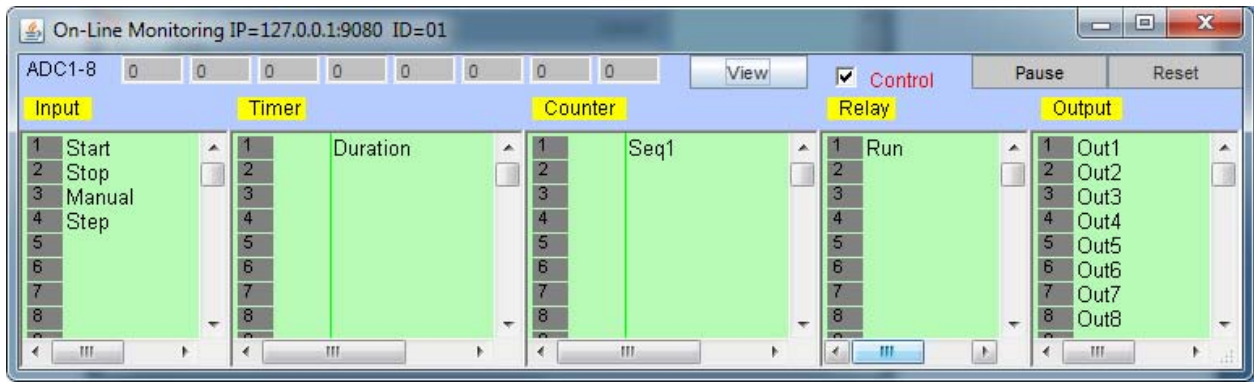 On-Line Monitoring IP=127.0.0.1:9080 ID=01
ADC1-8 0 0 0 0 0 0 0 0 View Control Pause Reset
Input Timer Counter Relay Output
1 Start 1 Duration 1 Seq1 1 Run 1 Out1
2 Stop 2 2 2 2 Out2
3 Manual 3 3 3 3 Out3
4 Step 4 4 4 4 Out4
5 5 5 5 5 Out5
6 6 6 6 6 Out6
7 7 7 7 7 Out7
8 8 8 8 8 Out8